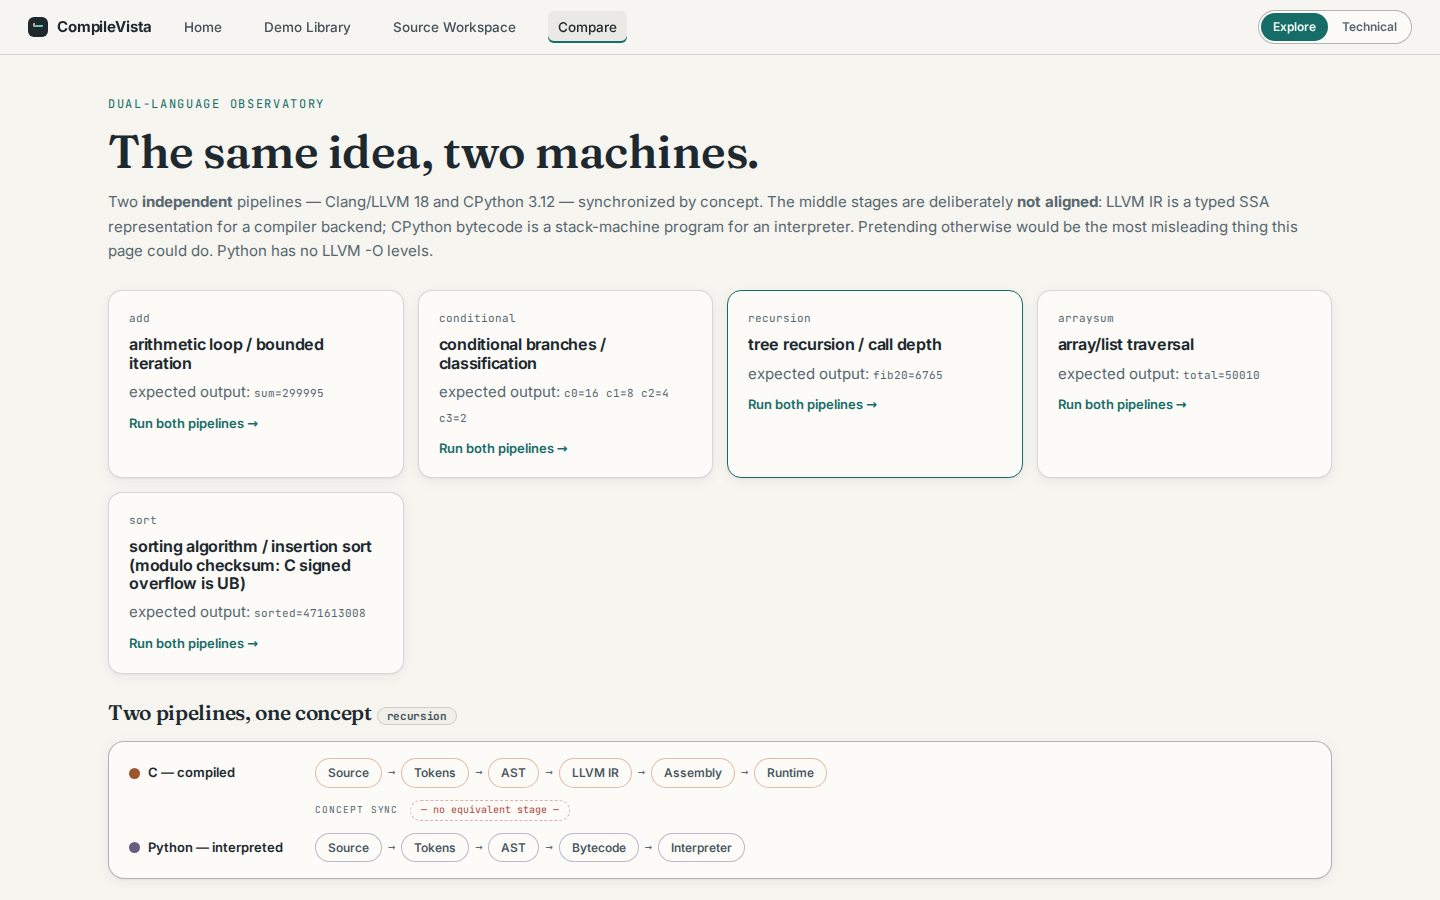 CompileVista
Home
Demo Library
Source Workspace
Compare
Explore
Technical
DUAL-LANGUAGE OBSERVATORY
The same idea, two machines.
Two independent pipelines — Clang/LLVM 18 and CPython 3.12 — synchronized by concept. The middle stages are deliberately not aligned: LLVM IR is a typed SSA
representation for a compiler backend; CPython bytecode is a stack-machine program for an interpreter. Pretending otherwise would be the most misleading thing this
page could do. Python has no LLVM -O levels.
add
arithmetic loop / bounded
iteration
expected output: sum=299995
Run both pipelines →
conditional
conditional branches /
classification
expected output: c0=16 c1=8 c2=4
c3=2
Run both pipelines →
recursion
tree recursion / call depth
expected output: fib20=6765
Run both pipelines →
arraysum
array/list traversal
expected output: total=50010
Run both pipelines →
sort
sorting algorithm / insertion sort
(modulo checksum: C signed
overflow is UB)
expected output: sorted=471613008
Run both pipelines →
Two pipelines, one concept recursion
C — compiled
Source → Tokens → AST → LLVM IR → Assembly → Runtime
CONCEPT SYNC — no equivalent stage —
Python — interpreted
Source → Tokens → AST → Bytecode → Interpreter